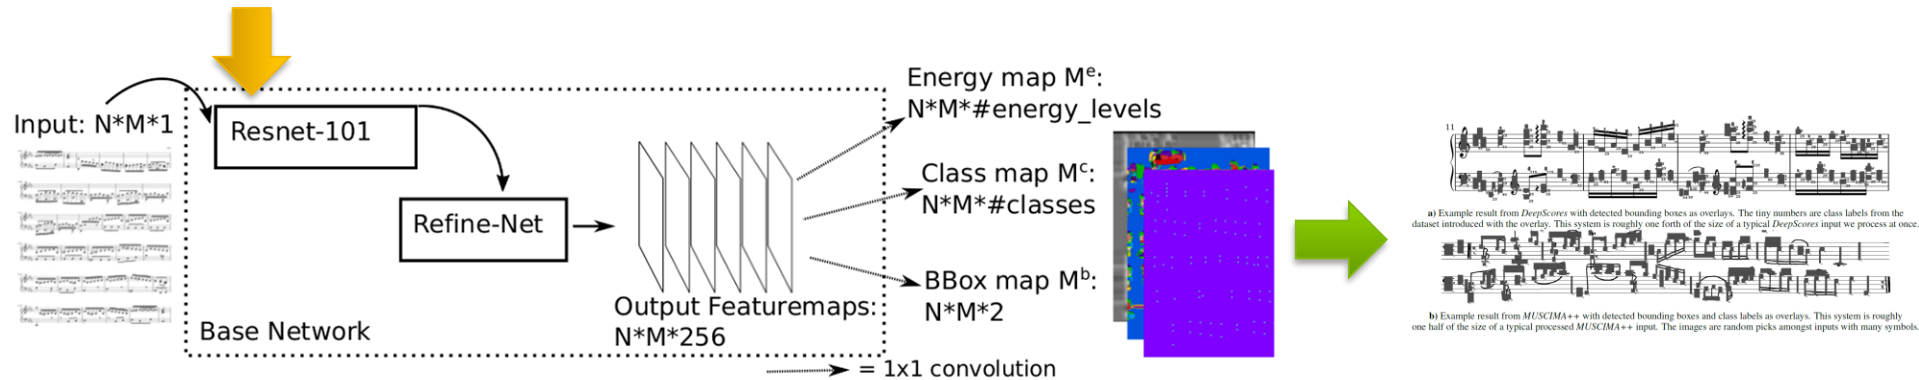 Input: N*M*1
Resnet-101
Refine-Net
Base Network
Output Featuremaps:
N*M*256
Energy map Mᵉ:
N*M*#energy_levels
Class map Mᶜ:
N*M*#classes
BBox map Mᵇ:
N*M*2
= 1x1 convolution
11
a) Example result from DeepScores with detected bounding boxes as overlays. The tiny numbers are class labels from the
dataset introduced with the overlay. This system is roughly one forth of the size of a typical DeepScores input we process at once.
b) Example result from MUSCIMA++ with detected bounding boxes and class labels as overlays. This system is roughly
one half of the size of a typical processed MUSCIMA++ input. The images are random picks amongst inputs with many symbols.